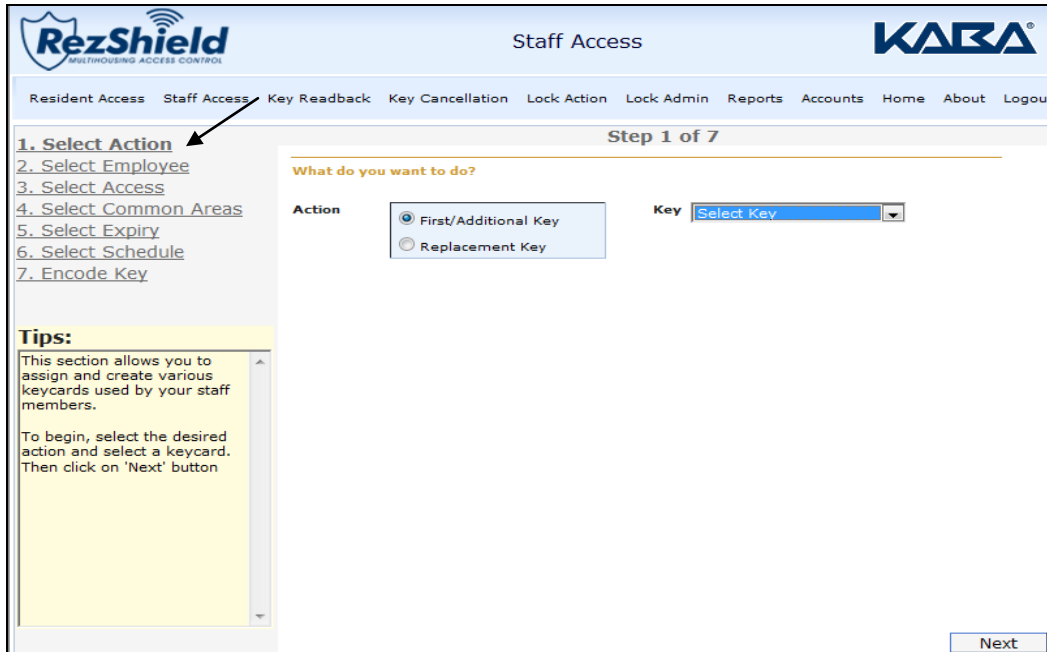 RezShield
MULTIHOUSING ACCESS CONTROL
Staff Access
KABA®
Resident Access Staff Access Key Readback Key Cancellation Lock Action Lock Admin Reports Accounts Home About Logou
1. Select Action
2. Select Employee
3. Select Access
4. Select Common Areas
5. Select Expiry
6. Select Schedule
7. Encode Key
Step 1 of 7
What do you want to do?
Action
First/Additional Key
Replacement Key
Key
Select Key
Tips:
This section allows you to
assign and create various
keycards used by your staff
members.
To begin, select the desired
action and select a keycard.
Then click on 'Next' button
Next